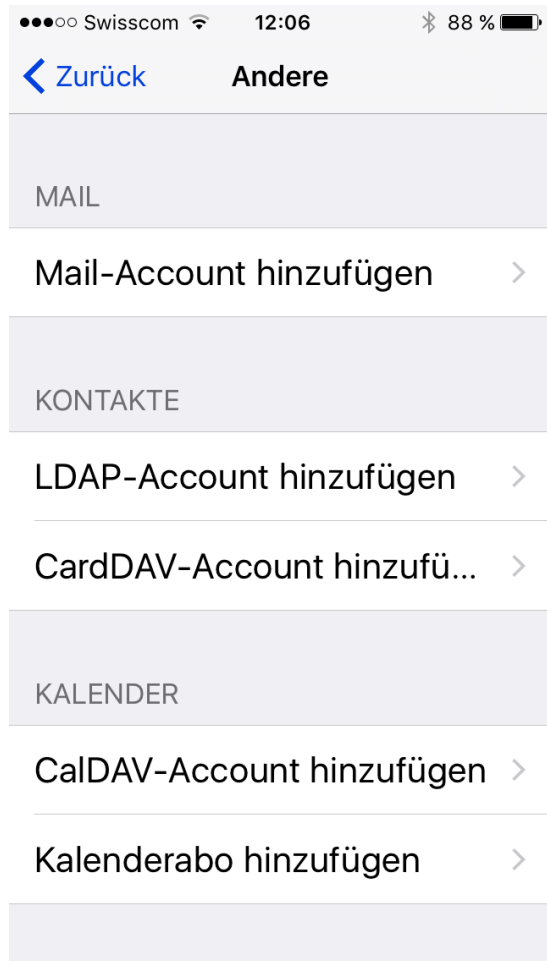 Swisscom 12:06 88 %
Zurück Andere
MAIL
Mail-Account hinzufügen
KONTAKTE
LDAP-Account hinzufügen
CardDAV-Account hinzufü...
KALENDER
CalDAV-Account hinzufügen
Kalenderabo hinzufügen